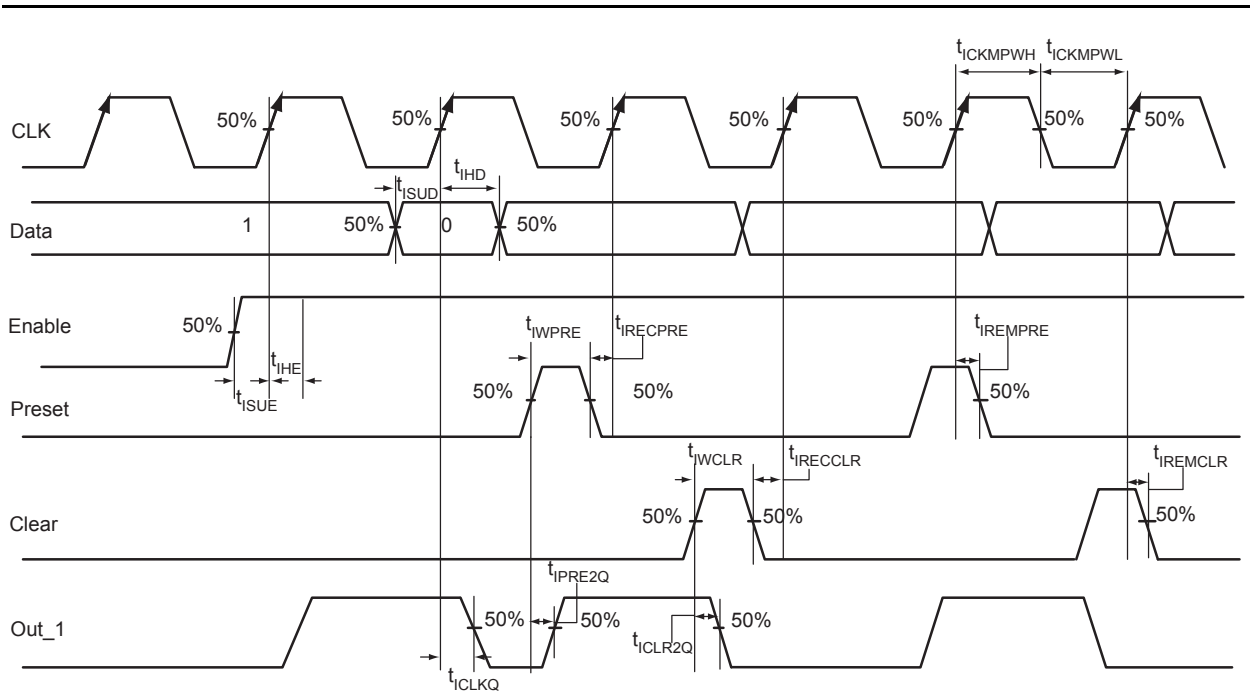 tICKMPWH tICKMPWL
CLK 50% 50% 50% 50% 50% 50% 50%
tISUD tIHD
Data 1 50% 0 50%
Enable 50%
tIHE
tISUE
tIWPRE tIRECPRE tIREMPRE
Preset 50% 50% 50%
tIWCLR tIRECCLR tIREMCLR
Clear 50% 50% 50%
tIPRE2Q
Out_1 50% 50% 50%
tICLR2Q
tICLKQ